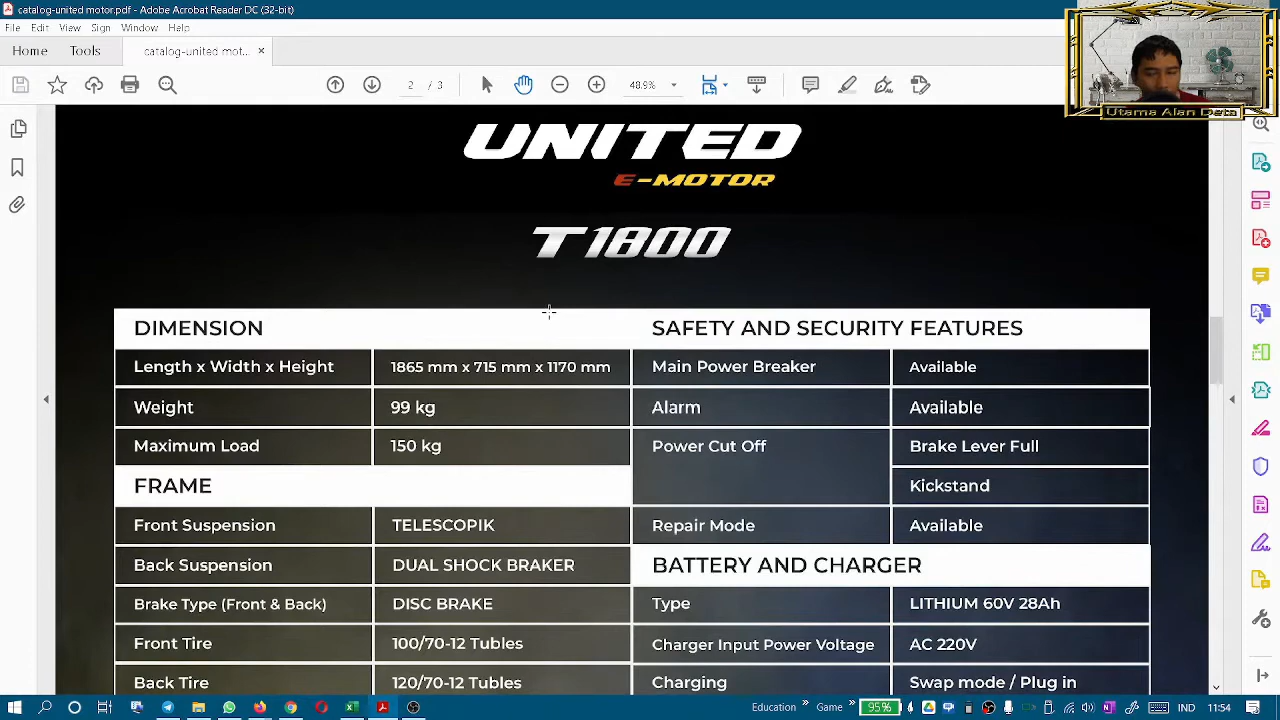 catalog-united motor.pdf - Adobe Acrobat Reader DC (32-bit)
File Edit View Sign Window Help
Home Tools catalog-united mot... ×
2 / 3 48.9%
Utama Alan Deta
UNITED
E-MOTOR
T1800
DIMENSION SAFETY AND SECURITY FEATURES
Length x Width x Height 1865 mm x 715 mm x 1170 mm Main Power Breaker Available
Weight 99 kg Alarm Available
Maximum Load 150 kg Power Cut Off Brake Lever Full
FRAME Kickstand
Front Suspension TELESCOPIK Repair Mode Available
Back Suspension DUAL SHOCK BRAKER BATTERY AND CHARGER
Brake Type (Front & Back) DISC BRAKE Type LITHIUM 60V 28Ah
Front Tire 100/70-12 Tubles Charger Input Power Voltage AC 220V
Back Tire 120/70-12 Tubles Charging Swap mode / Plug in
Education » Game » 95% IND 11:54